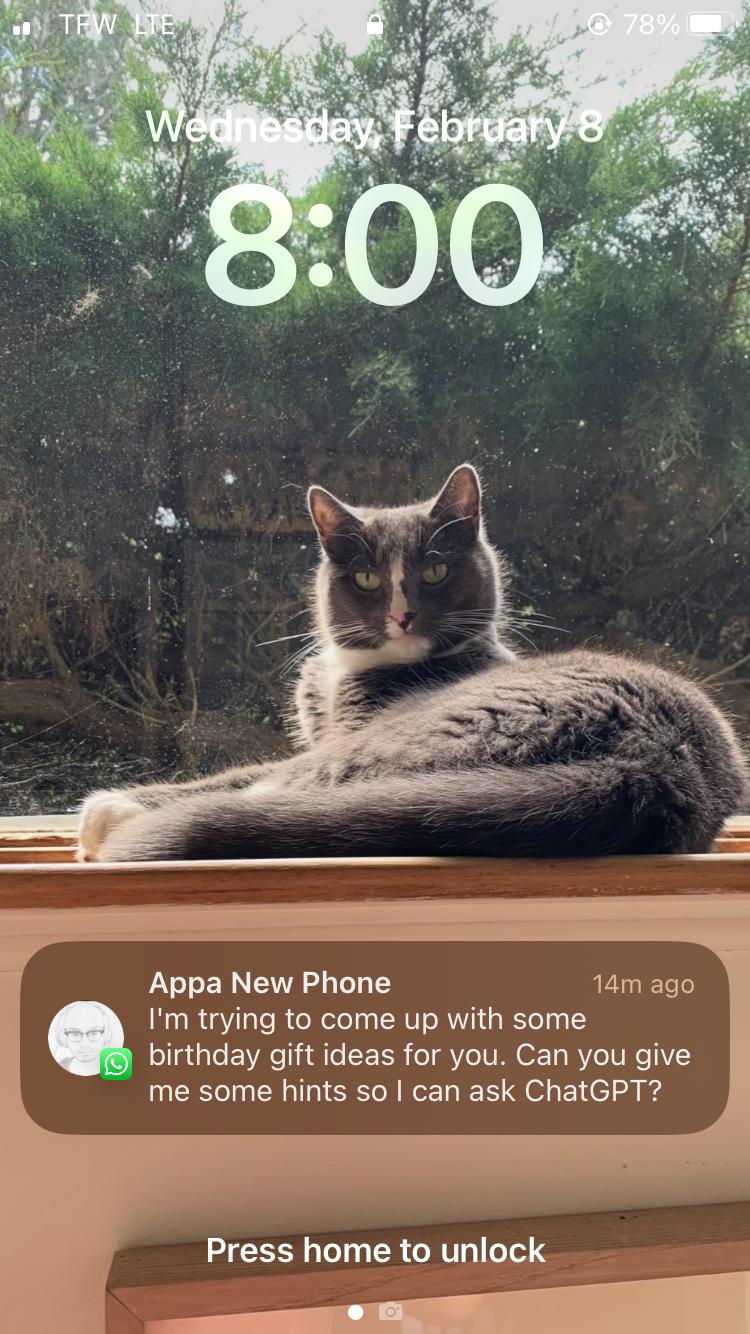 TFW LTE 78%
Wednesday, February 8
8:00
Appa New Phone 14m ago
I'm trying to come up with some
birthday gift ideas for you. Can you give
me some hints so I can ask ChatGPT?
Press home to unlock